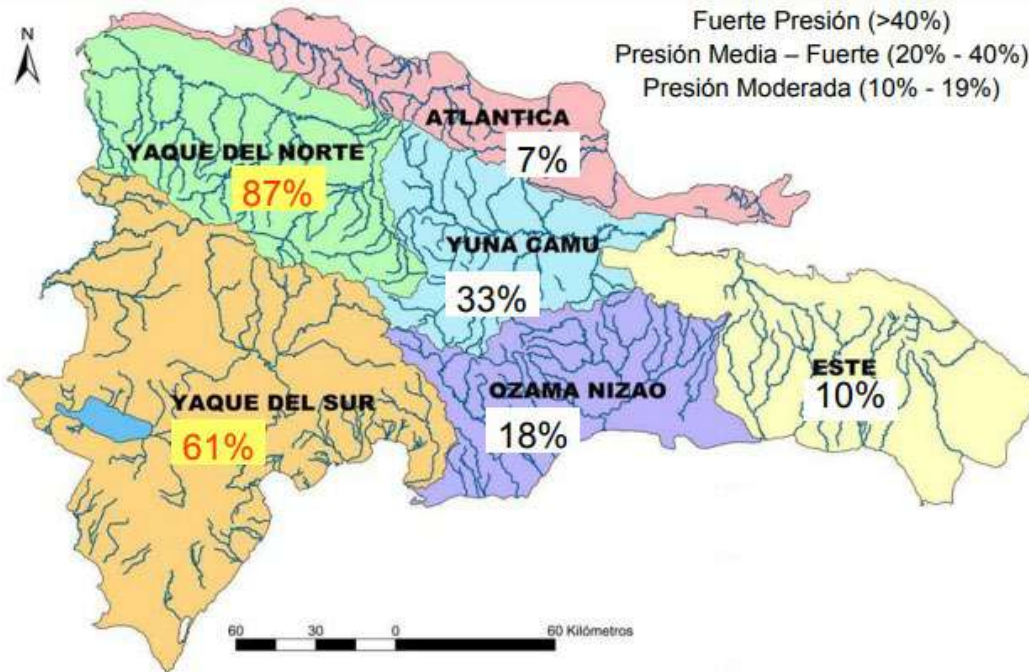 Fuerte Presión (>40%)
Presión Media – Fuerte (20% - 40%)
Presión Moderada (10% - 19%)
N
ATLANTICA
7%
YAQUE DEL NORTE
87%
YUNA CAMU
33%
ESTE
10%
OZAMA NIZAO
18%
YAQUE DEL SUR
61%
60 30 0 60 Kilómetros